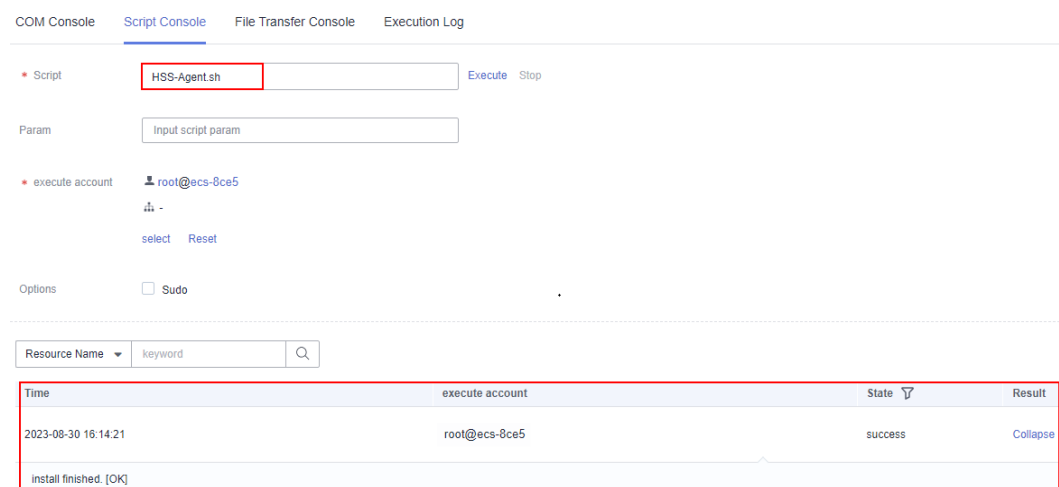 COM Console Script Console File Transfer Console Execution Log
* Script HSS-Agent.sh Execute Stop
Param Input script param
* execute account root@ecs-8ce5
-
select Reset
Options Sudo
Resource Name keyword
Time execute account State Result
2023-08-30 16:14:21 root@ecs-8ce5 success Collapse
install finished. [OK]